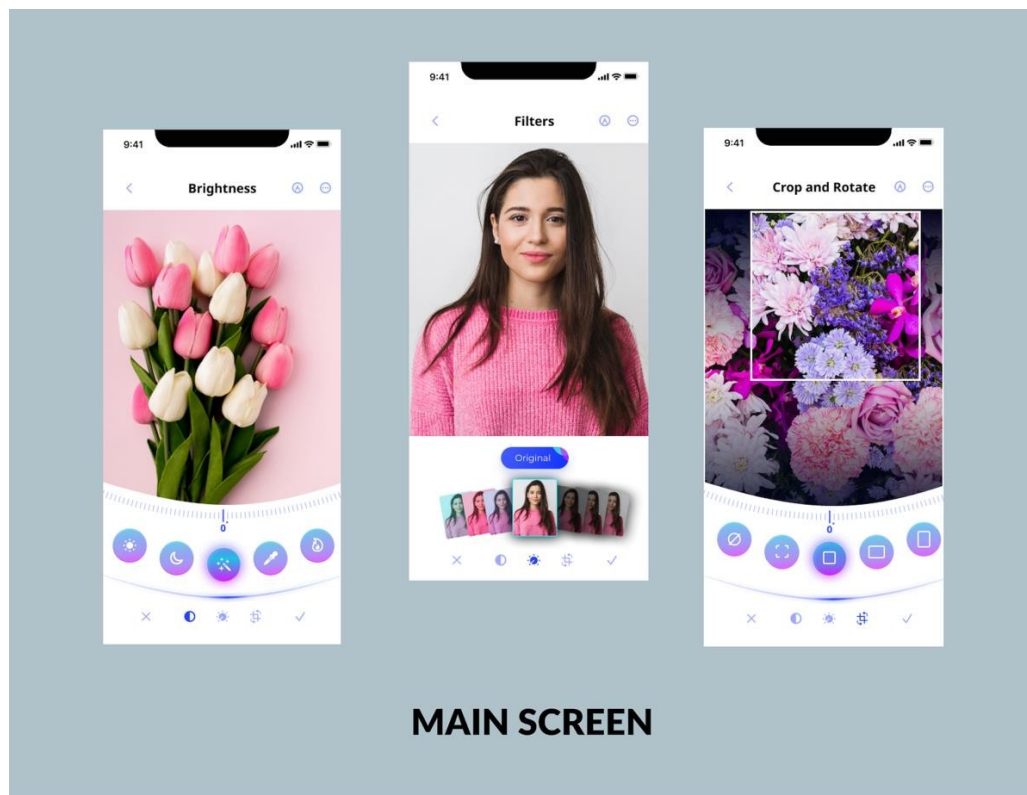 9:41
Brightness
0
9:41
Filters
Original
9:41
Crop and Rotate
0
MAIN SCREEN